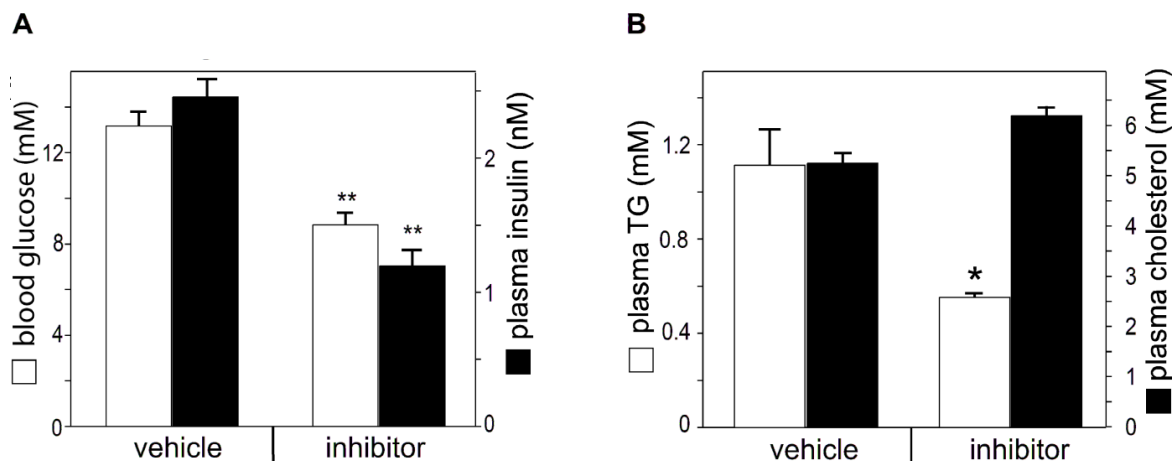 A
blood glucose (mM)
12
8
4
0
plasma insulin (nM)
2
1
0
** **
vehicle inhibitor
B
plasma TG (mM)
1.2
0.8
0.4
0
plasma cholesterol (mM)
6
5
4
3
2
1
0
*
vehicle inhibitor